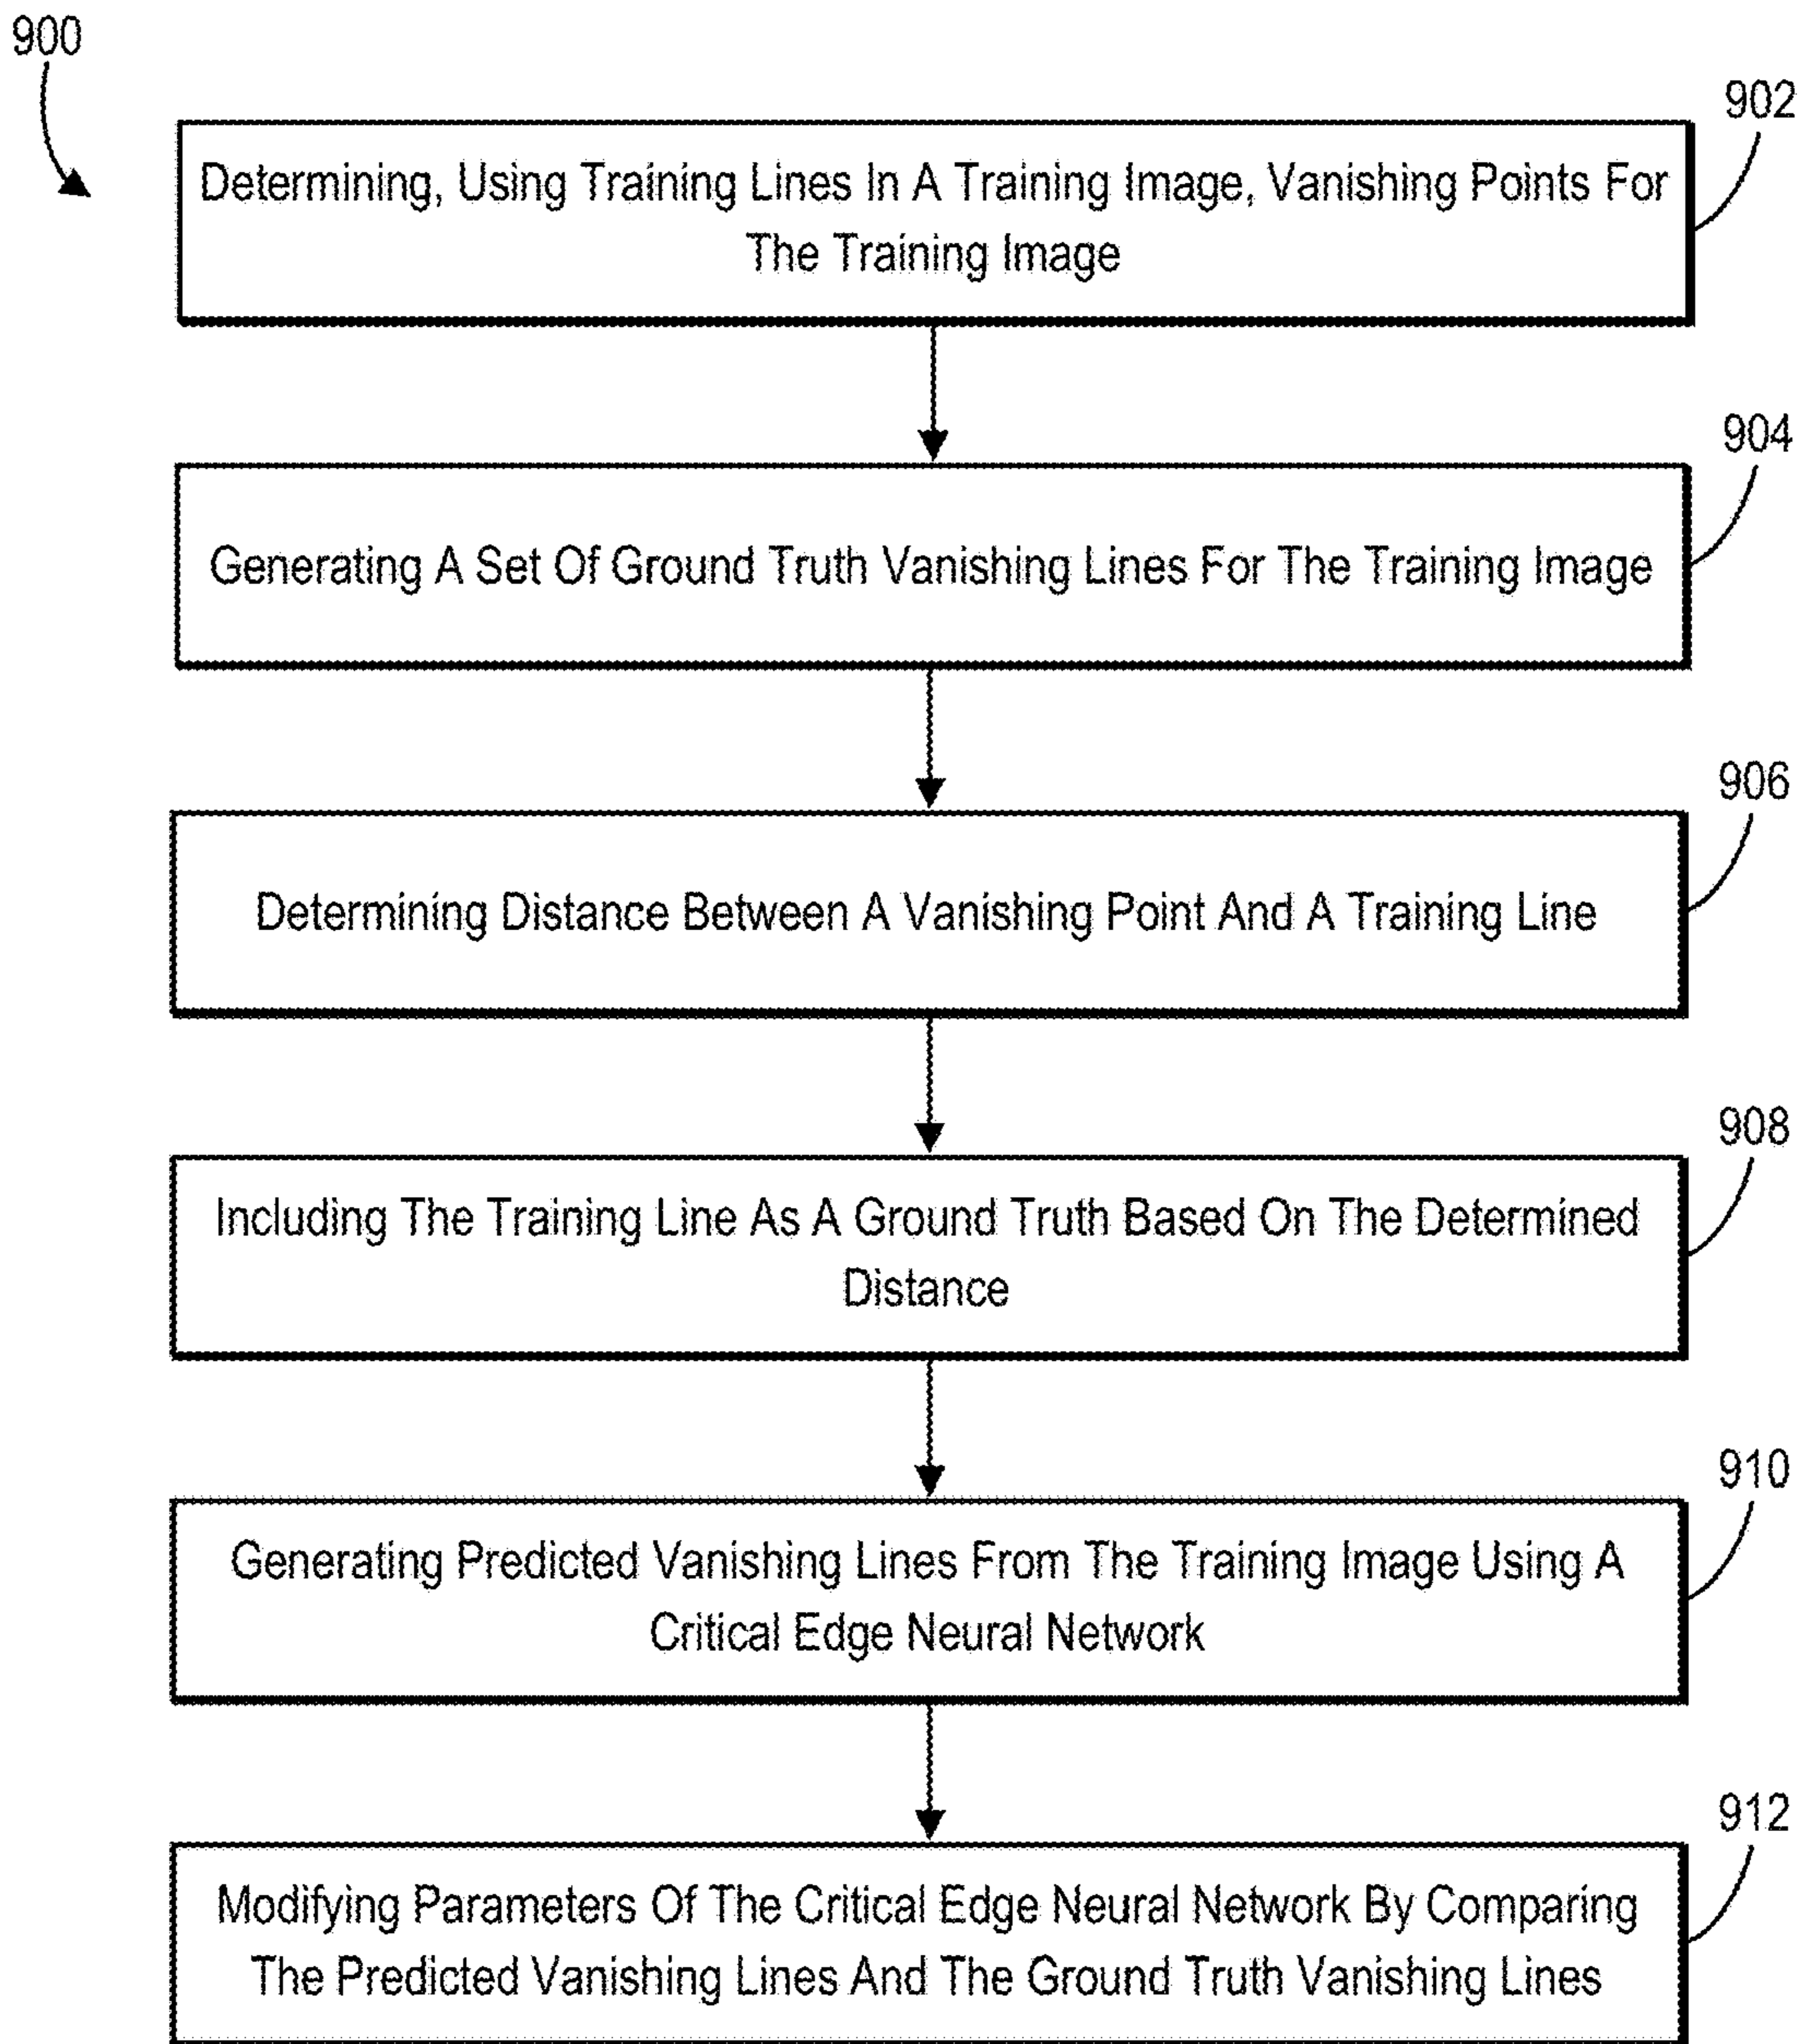 900
902
Determining, Using Training Lines In A Training Image, Vanishing Points For
The Training Image
904
Generating A Set Of Ground Truth Vanishing Lines For The Training Image
906
Determining Distance Between A Vanishing Point And A Training Line
908
Including The Training Line As A Ground Truth Based On The Determined
Distance
910
Generating Predicted Vanishing Lines From The Training Image Using A
Critical Edge Neural Network
912
Modifying Parameters Of The Critical Edge Neural Network By Comparing
The Predicted Vanishing Lines And The Ground Truth Vanishing Lines